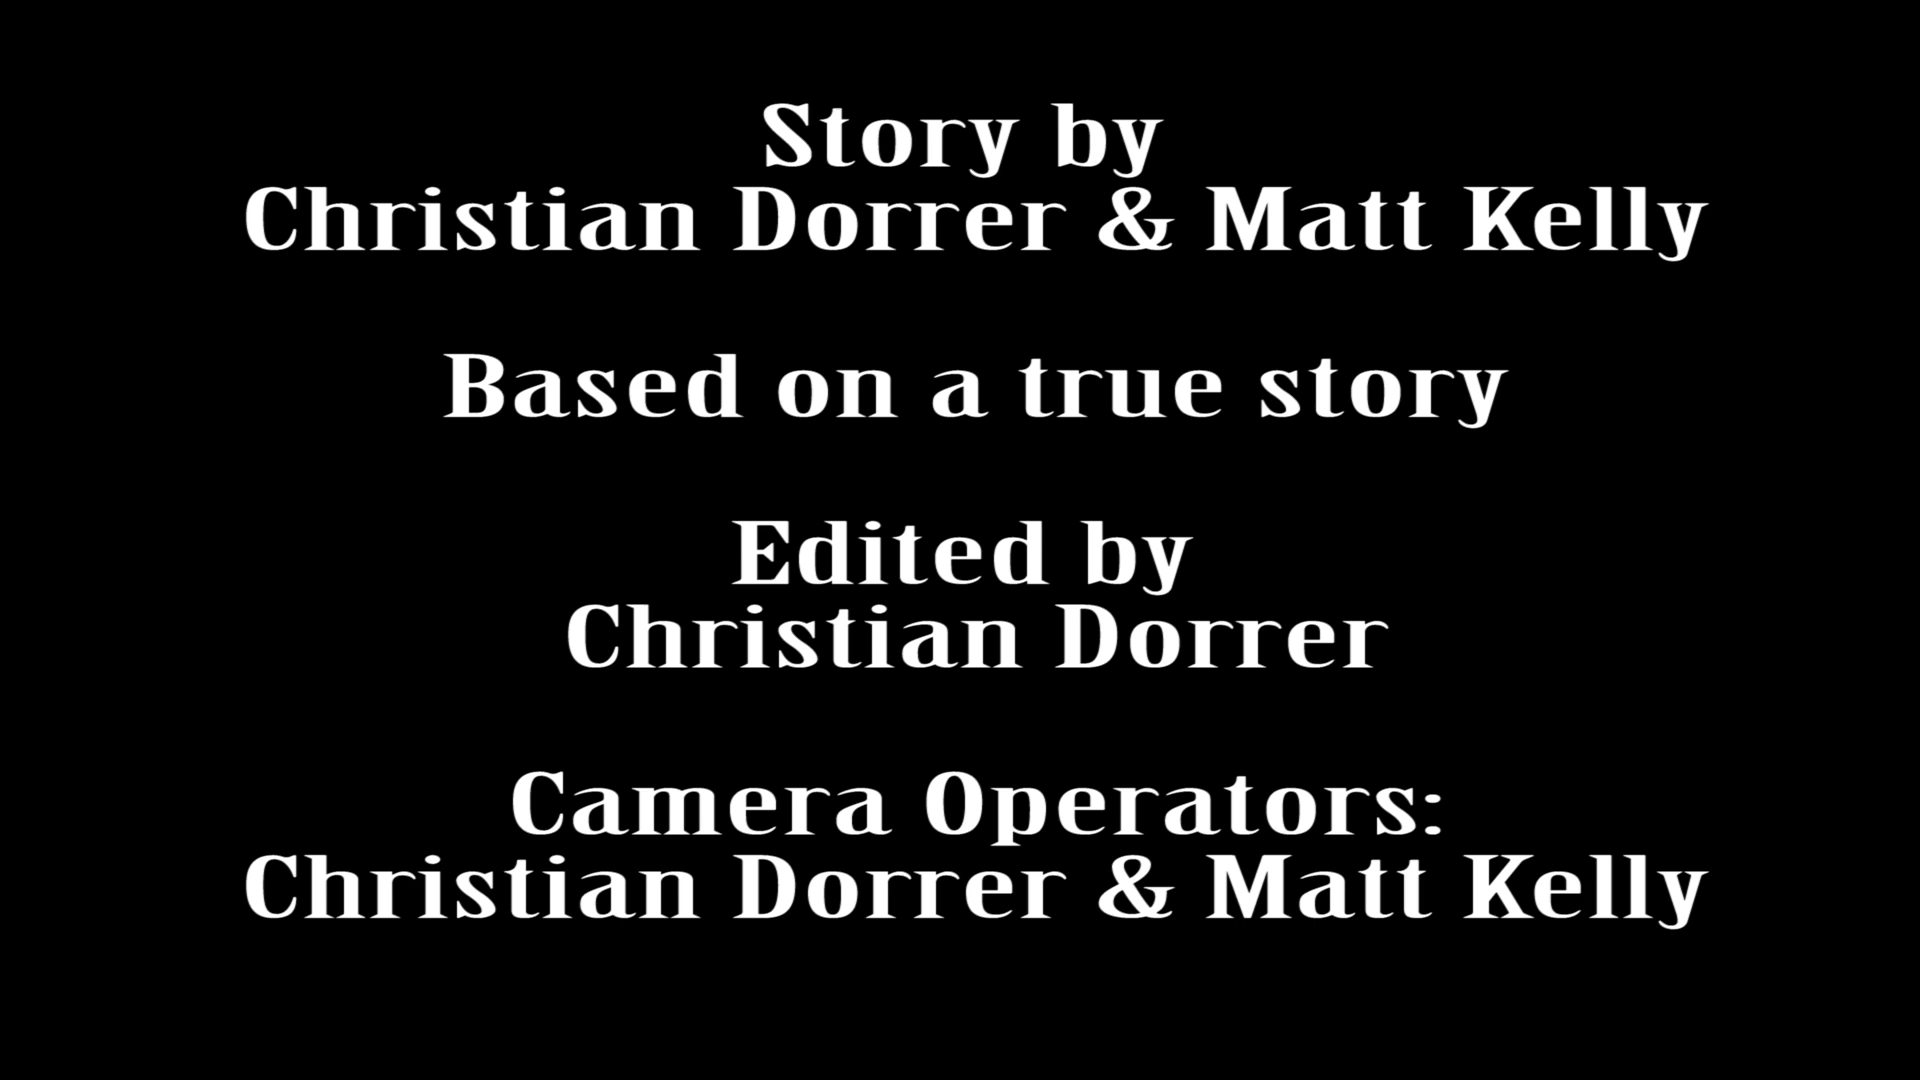 Story by
Christian Dorrer & Matt Kelly
Based on a true story
Edited by
Christian Dorrer
Camera Operators:
Christian Dorrer & Matt Kelly